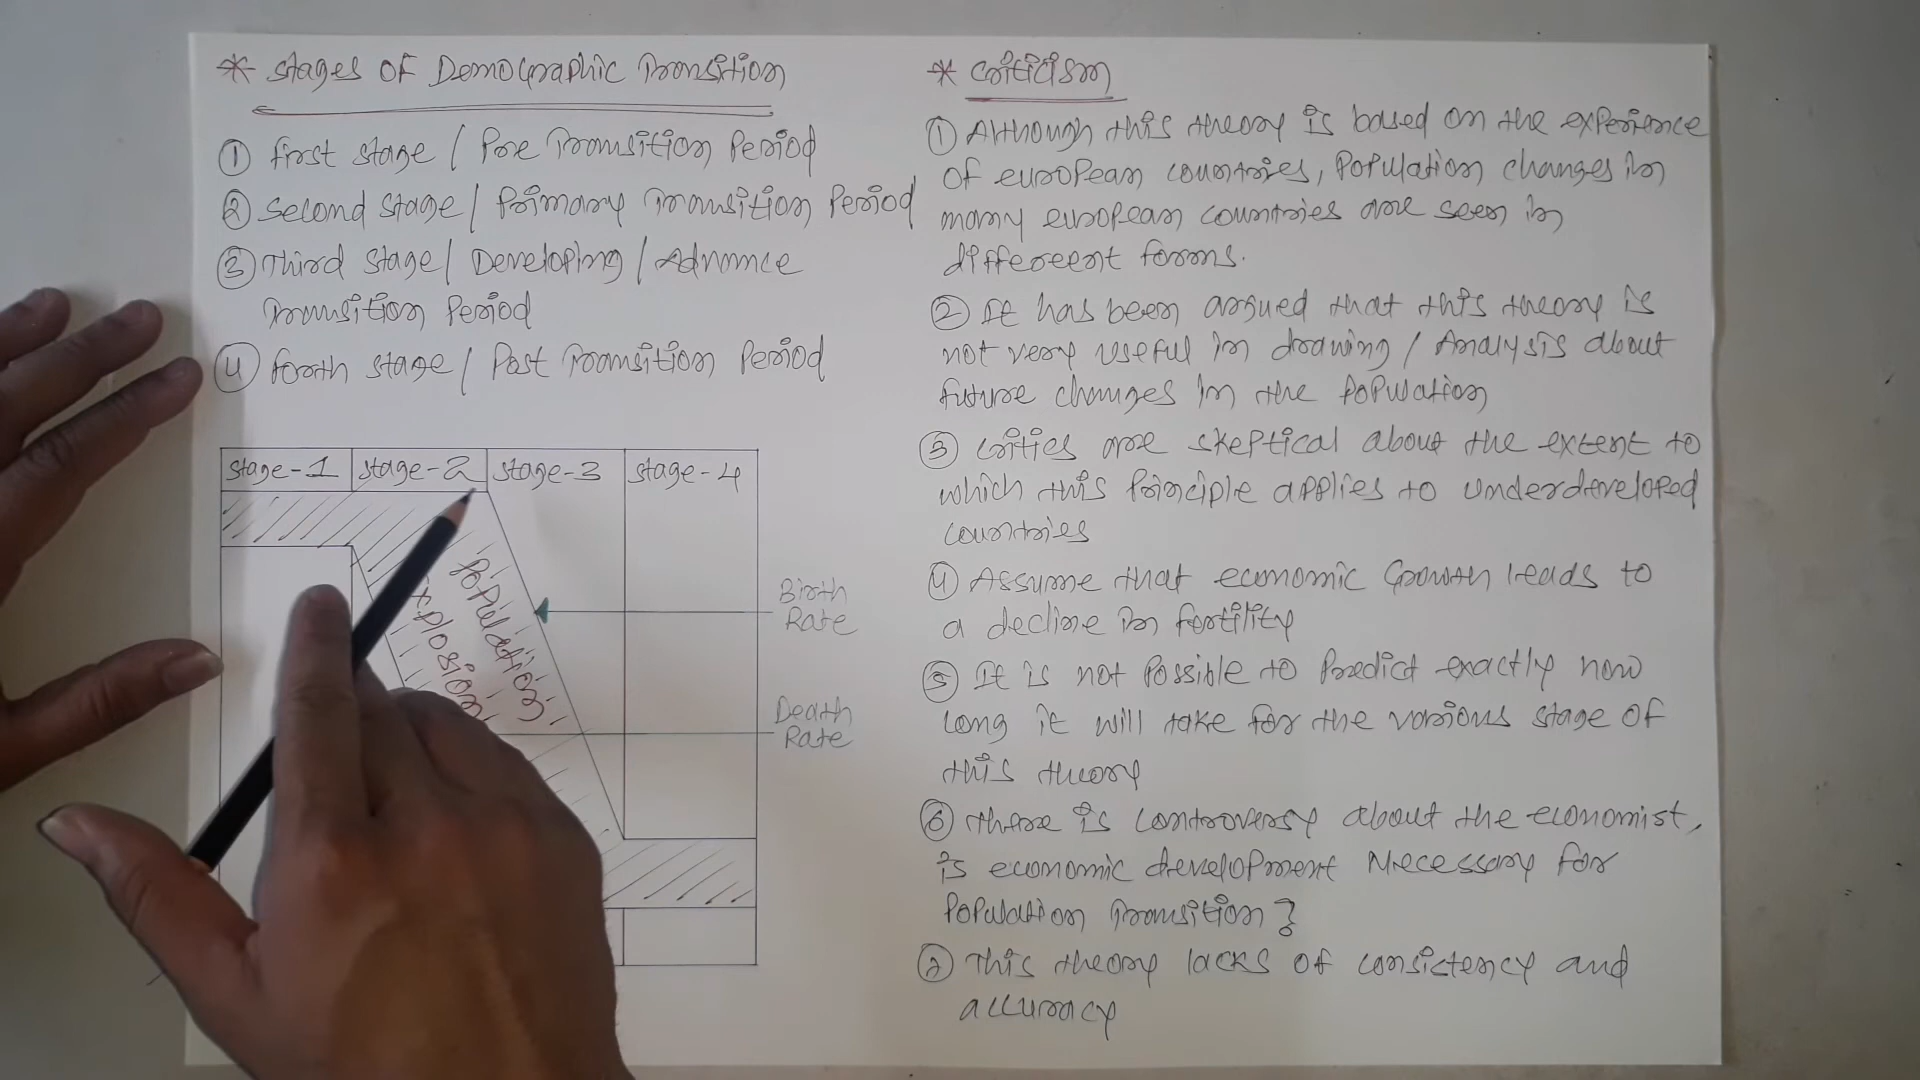 * Stages of Demographic Transition
① First stage / Pre Transition Period
② Second stage / Primary Transition Period
③ Third stage / Developing / Advance
Transition Period
④ Forth stage / Post Transition Period
stage-1 stage-2 stage-3 stage-4
Population
explosion
Birth
Rate
Death
Rate
* Criticism
① Although this theory is based on the experience
of european countries, Population changes in
many european countries are seen in
differeent forms.
② It has been argued that this theory is
not very useful in drawing / Analysis about
future changes in the population
③ Critics are skeptical about the extent to
which this Principle applies to underdeveloped
countries
④ Assume that economic Growth leads to
a decline in fertility
⑤ It is not Possible to Predict exactly how
long it will take for the various stage of
this theory
⑥ There is controversy about the economist,
is economic development Necessary for
Population Transition?
⑦ This theory lacks of consistency and
accuracy